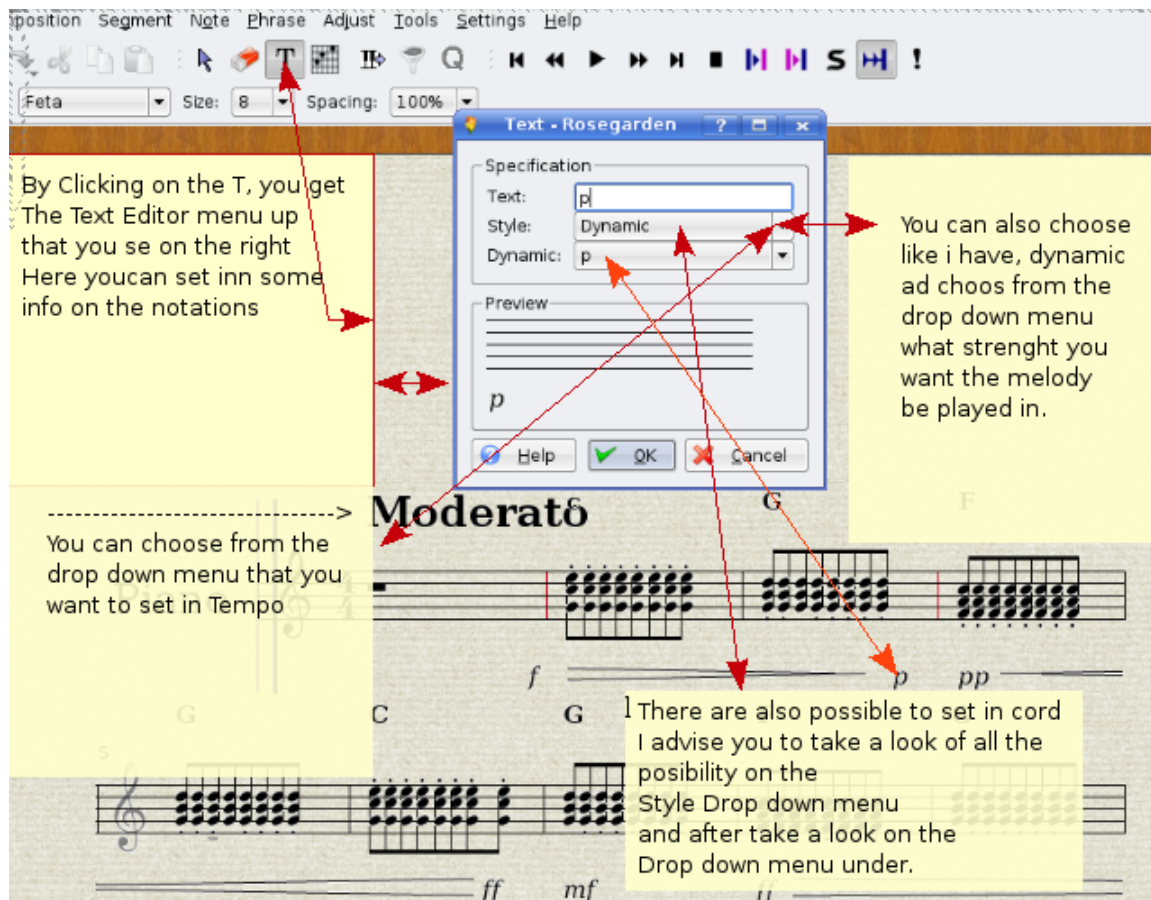 position Segment Note Phrase Adjust Tools Settings Help
T Q S !
Feta Size: 8 Spacing: 100%
Text - Rosegarden ?
Specification
Text: p
Style: Dynamic
Dynamic: p
Preview
p
Help OK Cancel
By Clicking on the T, you get
The Text Editor menu up
that you se on the right
Here youcan set inn some
info on the notations
You can also choose
like i have, dynamic
ad choos from the
drop down menu
what strenght you
want the melody
be played in.
------------------------------>
You can choose from the
drop down menu that you
want to set in Tempo
Moderato
G F
Piano
4
4
f p pp
G C G
5
There are also possible to set in cord
I advise you to take a look of all the
posibility on the
Style Drop down menu
and after take a look on the
Drop down menu under.
ff mf ff